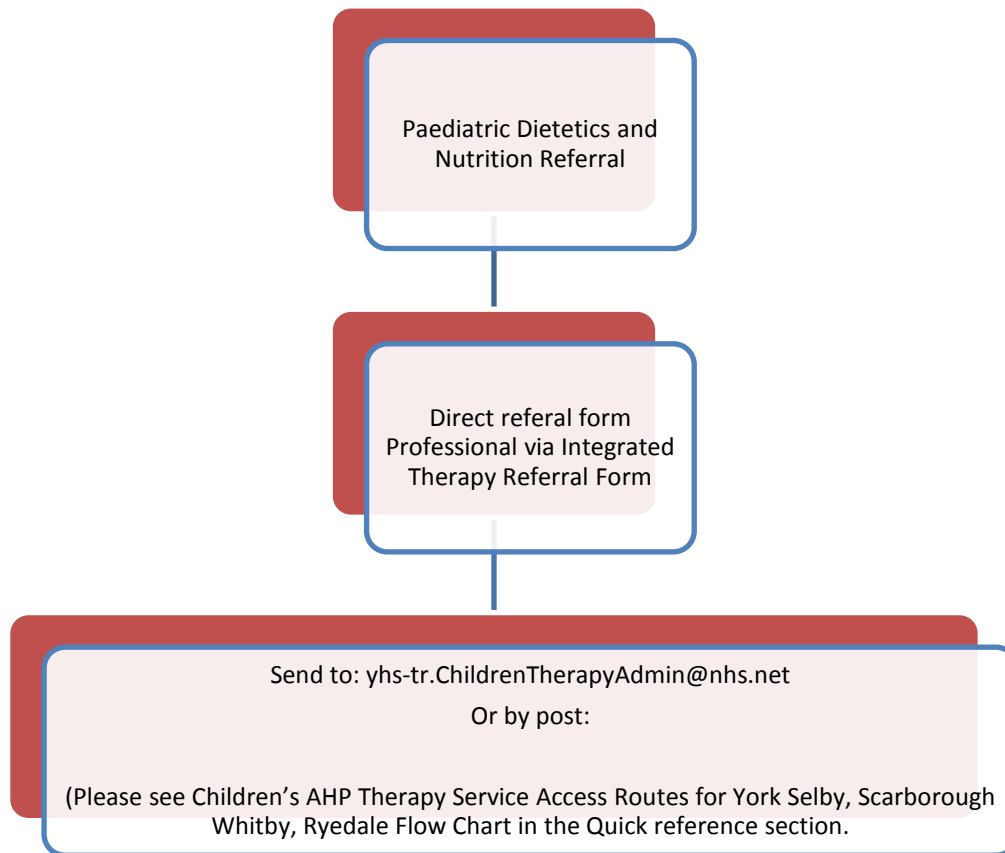 Paediatric Dietetics and
Nutrition Referral
Direct referal form
Professional via Integrated
Therapy Referral Form
Send to: yhs-tr.ChildrenTherapyAdmin@nhs.net
Or by post:
(Please see Children’s AHP Therapy Service Access Routes for York Selby, Scarborough
Whitby, Ryedale Flow Chart in the Quick reference section.